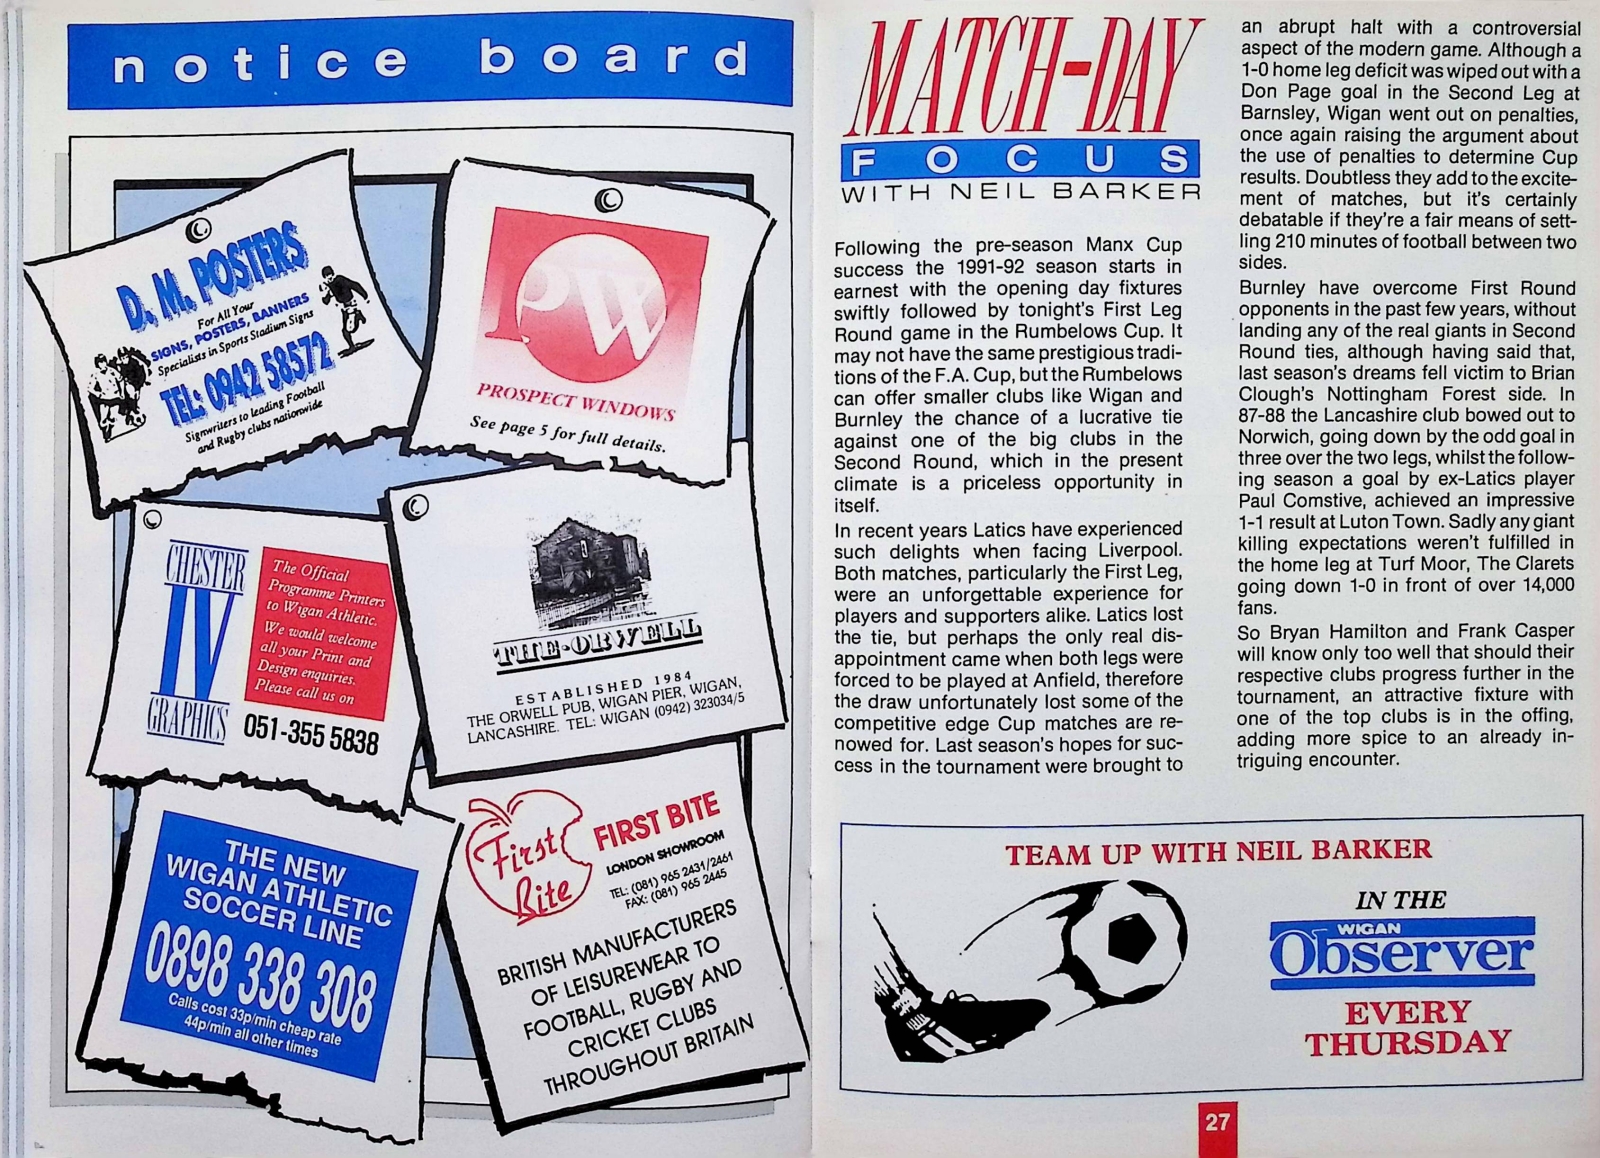 notice board
D. M. POSTERS
For All Your
SIGNS, POSTERS, BANNERS
Specialists in Sports Stadium Signs
TEL: 0942 58572
Signwriters to leading Football
and Rugby clubs nationwide
PW
PROSPECT WINDOWS
See page 5 for full details.
CHESTER
IV
GRAPHICS
The Official
Programme Printers
to Wigan Athletic.
We would welcome
all your Print and
Design enquiries.
Please call us on
051-355 5838
THE·ORWELL
ESTABLISHED 1984
THE ORWELL PUB, WIGAN PIER, WIGAN,
LANCASHIRE. TEL: WIGAN (0942) 323034/5
THE NEW
WIGAN ATHLETIC
SOCCER LINE
0898 338 308
Calls cost 33p/min cheap rate
44p/min all other times
First
Bite
FIRST BITE
LONDON SHOWROOM
TEL: (081) 965 2431/2461
FAX: (081) 965 2445
BRITISH MANUFACTURERS
OF LEISUREWEAR TO
FOOTBALL, RUGBY AND
CRICKET CLUBS
THROUGHOUT BRITAIN
MATCH-DAY
FOCUS
WITH NEIL BARKER
Following the pre-season Manx Cup
success the 1991-92 season starts in
earnest with the opening day fixtures
swiftly followed by tonight's First Leg
Round game in the Rumbelows Cup. It
may not have the same prestigious tradi-
tions of the F.A. Cup, but the Rumbelows
can offer smaller clubs like Wigan and
Burnley the chance of a lucrative tie
against one of the big clubs in the
Second Round, which in the present
climate is a priceless opportunity in
itself.
In recent years Latics have experienced
such delights when facing Liverpool.
Both matches, particularly the First Leg,
were an unforgettable experience for
players and supporters alike. Latics lost
the tie, but perhaps the only real dis-
appointment came when both legs were
forced to be played at Anfield, therefore
the draw unfortunately lost some of the
competitive edge Cup matches are re-
nowed for. Last season's hopes for suc-
cess in the tournament were brought to
an abrupt halt with a controversial
aspect of the modern game. Although a
1-0 home leg deficit was wiped out with a
Don Page goal in the Second Leg at
Barnsley, Wigan went out on penalties,
once again raising the argument about
the use of penalties to determine Cup
results. Doubtless they add to the excite-
ment of matches, but it's certainly
debatable if they're a fair means of sett-
ling 210 minutes of football between two
sides.
Burnley have overcome First Round
opponents in the past few years, without
landing any of the real giants in Second
Round ties, although having said that,
last season's dreams fell victim to Brian
Clough's Nottingham Forest side. In
87-88 the Lancashire club bowed out to
Norwich, going down by the odd goal in
three over the two legs, whilst the follow-
ing season a goal by ex-Latics player
Paul Comstive, achieved an impressive
1-1 result at Luton Town. Sadly any giant
killing expectations weren't fulfilled in
the home leg at Turf Moor, The Clarets
going down 1-0 in front of over 14,000
fans.
So Bryan Hamilton and Frank Casper
will know only too well that should their
respective clubs progress further in the
tournament, an attractive fixture with
one of the top clubs is in the offing,
adding more spice to an already in-
triguing encounter.
TEAM UP WITH NEIL BARKER
IN THE
WIGAN
Observer
EVERY
THURSDAY
27